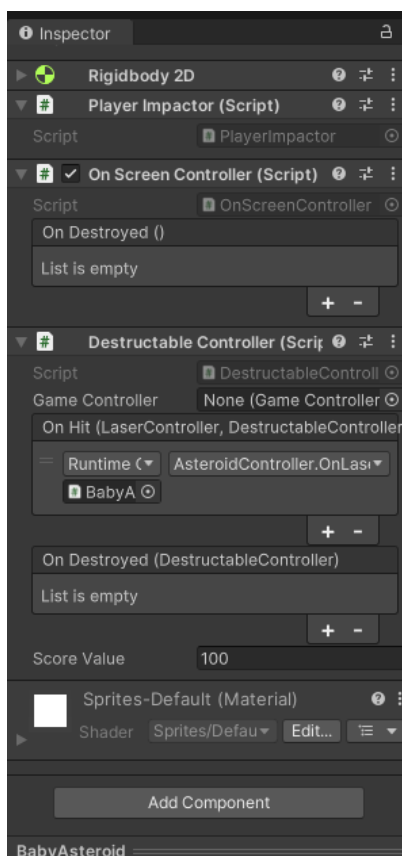 Inspector
Rigidbody 2D
# Player Impactor (Script)
Script # PlayerImpactor
# On Screen Controller (Script)
Script # OnScreenController
On Destroyed ()
List is empty
+ -
# Destructable Controller (Scrip
Script # DestructableControll
Game Controller None (Game Controller
On Hit (LaserController, DestructableController
Runtime ( AsteroidController.OnLas
# BabyA
+ -
On Destroyed (DestructableController)
List is empty
+ -
Score Value 100
Sprites-Default (Material)
Shader Sprites/Defau Edit...
Add Component
BabyAsteroid